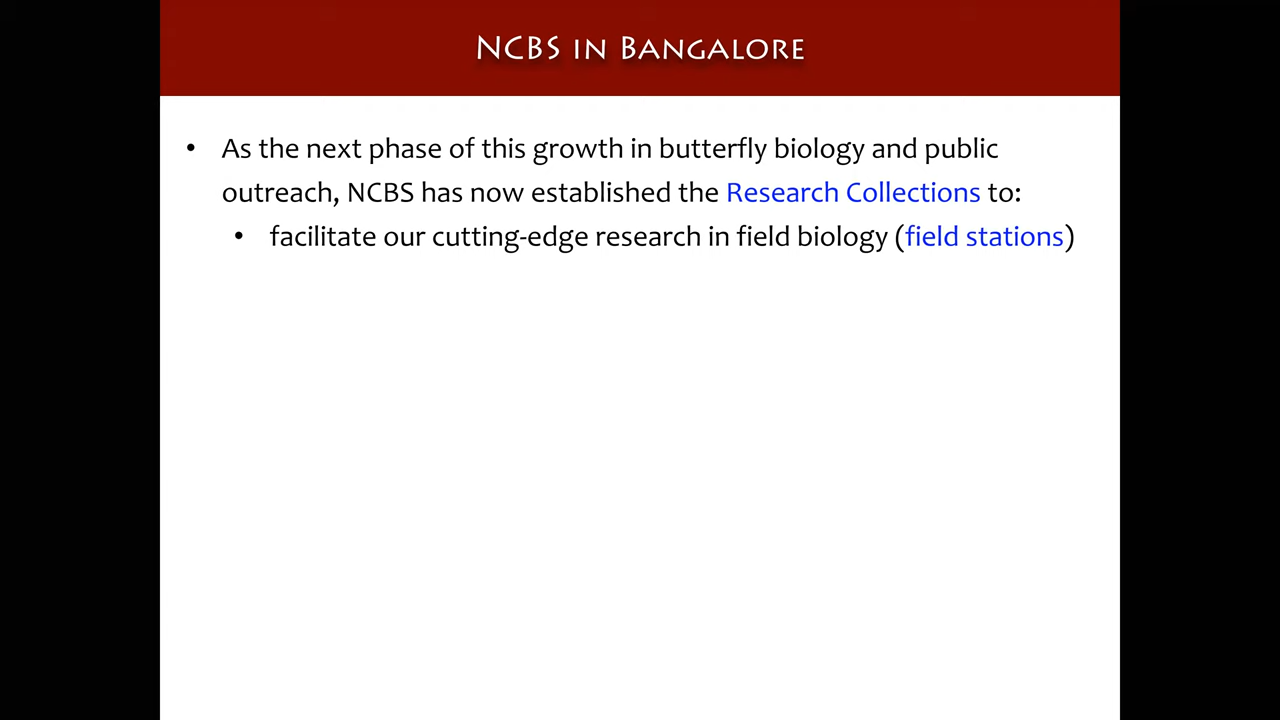 NCBS in Bangalore
• As the next phase of this growth in butterfly biology and public
outreach, NCBS has now established the Research Collections to:
• facilitate our cutting-edge research in field biology (field stations)